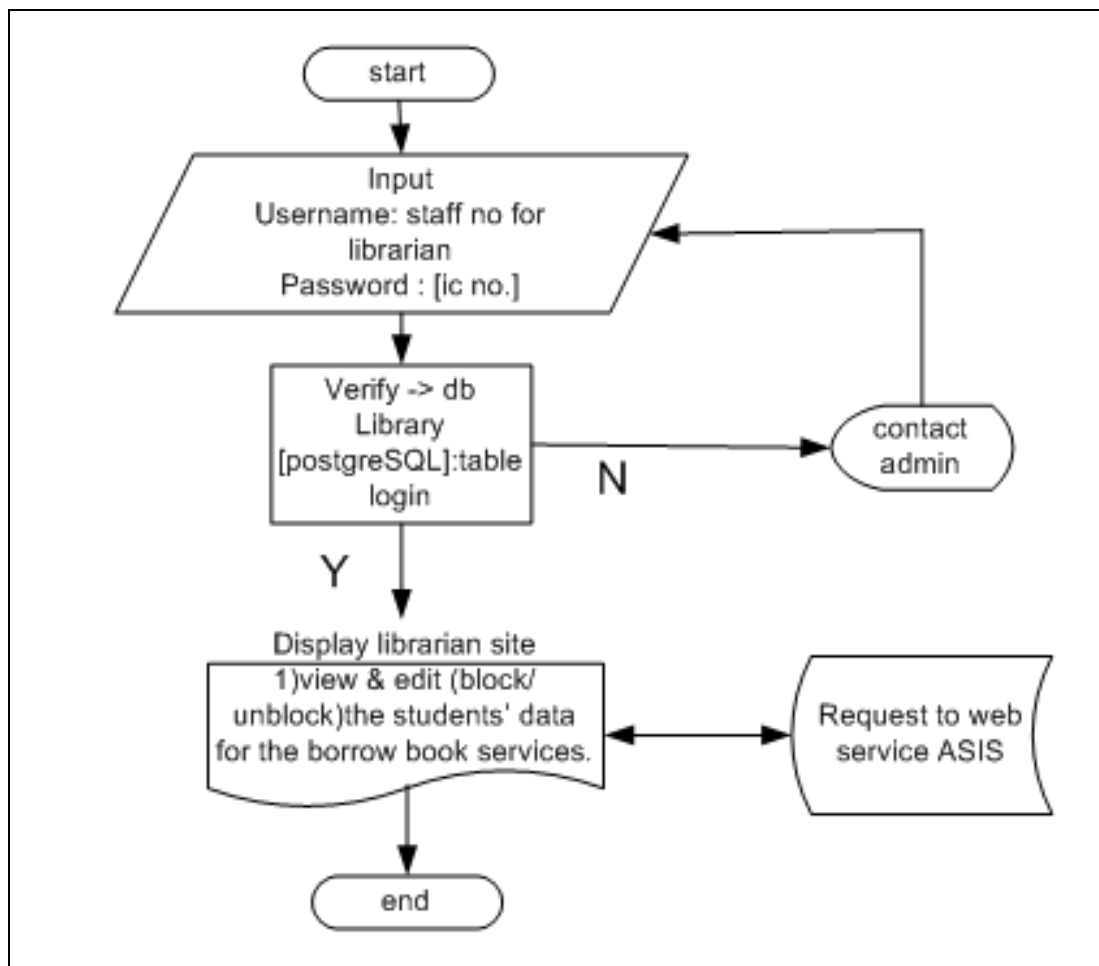 start
Input
Username: staff no for
librarian
Password : [ic no.]
Verify -> db
Library
[postgreSQL]:table
login
N
contact
admin
Y
Display librarian site
1)view & edit (block/
unblock)the students' data
for the borrow book services.
Request to web
service ASIS
end